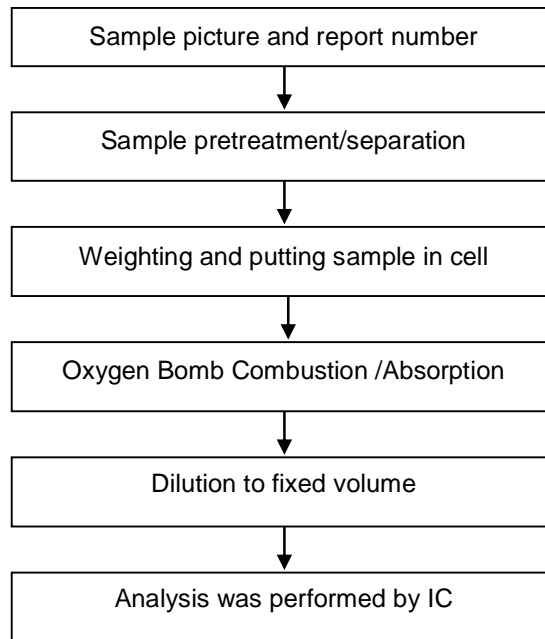 Sample picture and report number
Sample pretreatment/separation
Weighting and putting sample in cell
Oxygen Bomb Combustion /Absorption
Dilution to fixed volume
Analysis was performed by IC